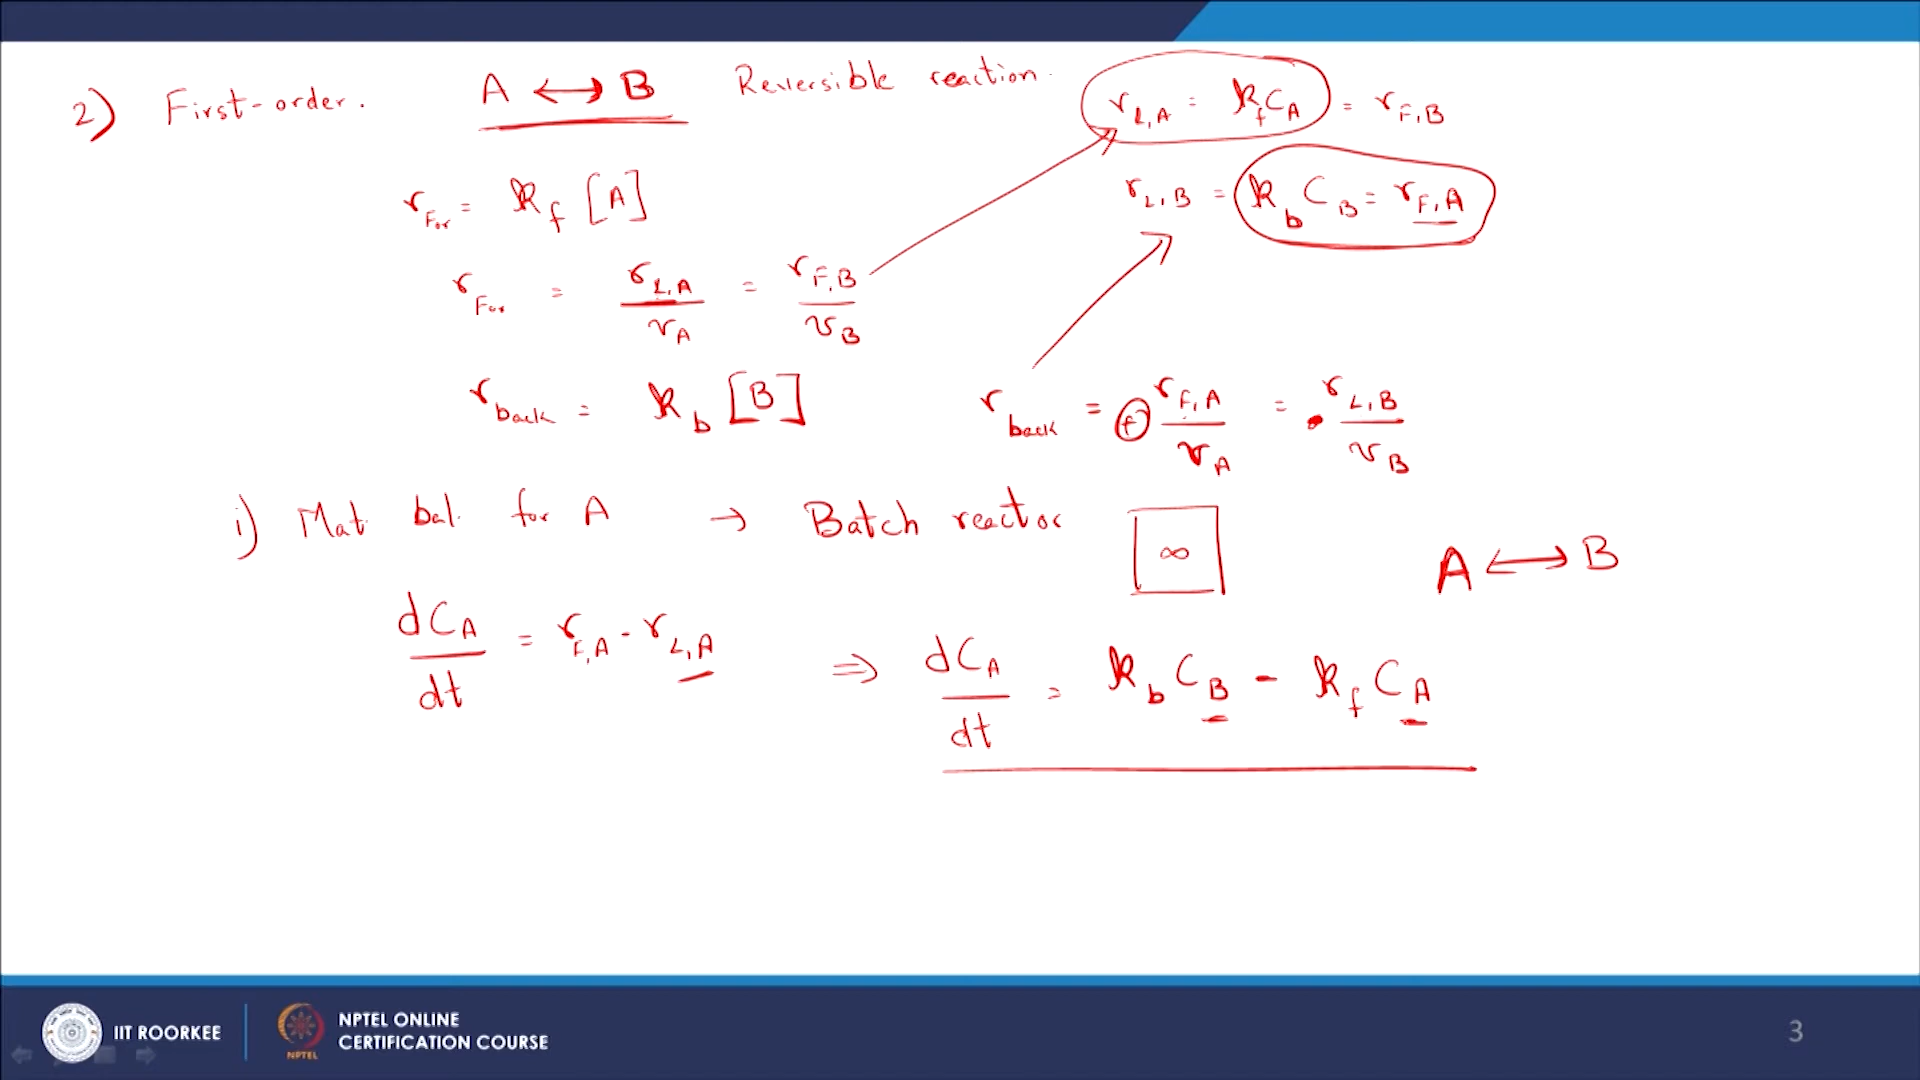 2) First-order. A ↔ B Reversible reaction.
r_L,A = k_f C_A = r_F,B
r_For = k_f [A]
r_L,B = k_b C_B = r_F,A
r_For = r_L,A / ν_A = r_F,B / ν_B
r_back = k_b [B]
r_back = (+) r_F,A / ν_A = r_L,B / ν_B
i) Mat. bal. for A → Batch reactor ∞
A ↔ B
dC_A / dt = r_F,A - r_L,A ⇒ dC_A / dt = k_b C_B - k_f C_A
IIT ROORKEE
NPTEL
NPTEL ONLINE
CERTIFICATION COURSE
3